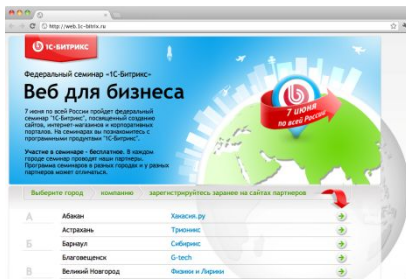 http://web.1c-bitrix.ru
1С-БИТРИКС
Федеральный семинар «1С-Битрикс»
Веб для бизнеса
7 июня по всей России пройдет федеральный
семинар "1С-Битрикс", посвященный созданию
сайтов, интернет-магазинов и корпоративных
порталов. На семинарах вы познакомитесь с
программными продуктами "1С-Битрикс".
Участие в семинаре - бесплатное. В каждом
городе семинар проводят наши партнеры.
Программа семинаров в разных городах и у разных
партнеров может отличаться.
7 июня
по всей России
Выберите город компанию зарегистрируйтесь заранее на сайтах партнеров
А Абакан Хакасия.ру
Астрахань Трионикс
Б Барнаул Сибирикс
Благовещенск G-tech
В Великий Новгород Физики и Лирики